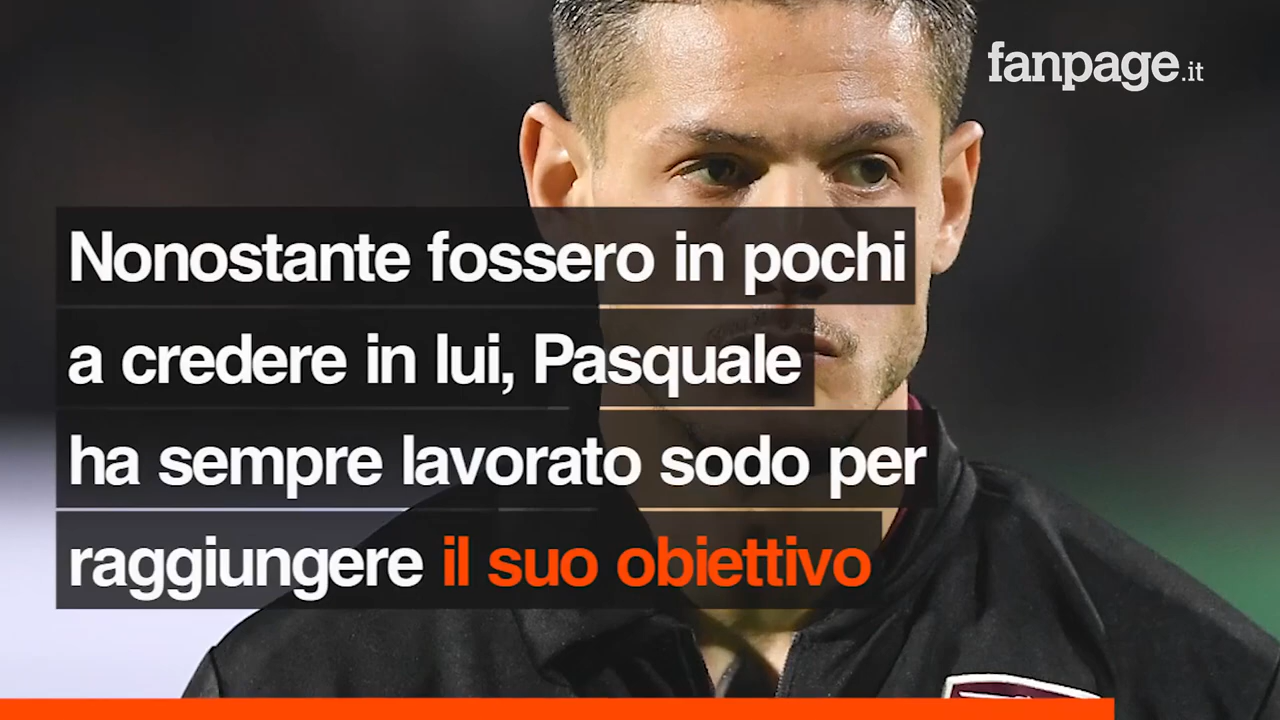 fanpage.it
Nonostante fossero in pochi
a credere in lui, Pasquale
ha sempre lavorato sodo per
raggiungere il suo obiettivo